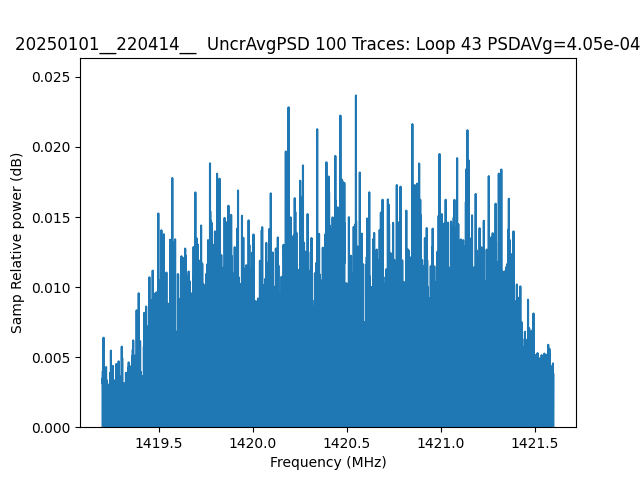 20250101__220414__ UncrAvgPSD 100 Traces: Loop 43 PSDAVg=4.05e-04
0.025
0.020
0.015
0.010
0.005
0.000
Samp Relative power (dB)
1419.5 1420.0 1420.5 1421.0 1421.5
Frequency (MHz)